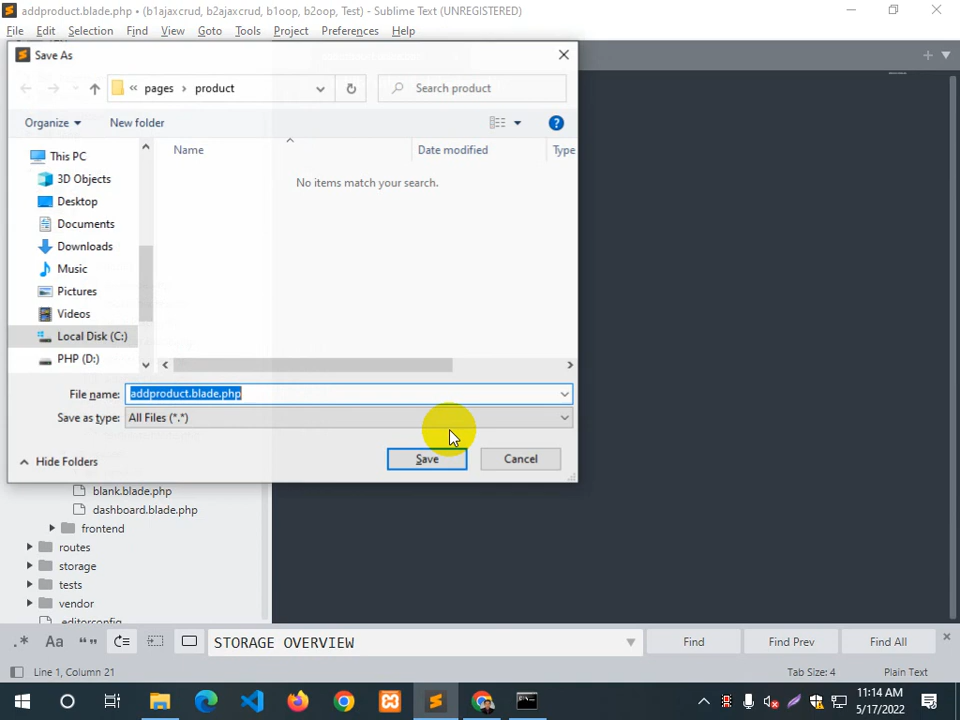 addproduct.blade.php • (b1ajaxcrud, b2ajaxcrud, b1oop, b2oop, Test) - Sublime Text (UNREGISTERED)
File Edit Selection Find View Goto Tools Project Preferences Help
Save As
« pages › product
Search product
Organize
New folder
Name
Date modified
Type
This PC
No items match your search.
3D Objects
Desktop
Documents
Downloads
Music
Pictures
Videos
Local Disk (C:)
PHP (D:)
File name: addproduct.blade.php
Save as type: All Files (*.*)
Hide Folders
Save
Cancel
blank.blade.php
dashboard.blade.php
frontend
routes
storage
tests
vendor
.editorconfig
.* Aa “ ” STORAGE OVERVIEW Find Find Prev Find All
Line 1, Column 21
Tab Size: 4
Plain Text
11:14 AM
5/17/2022